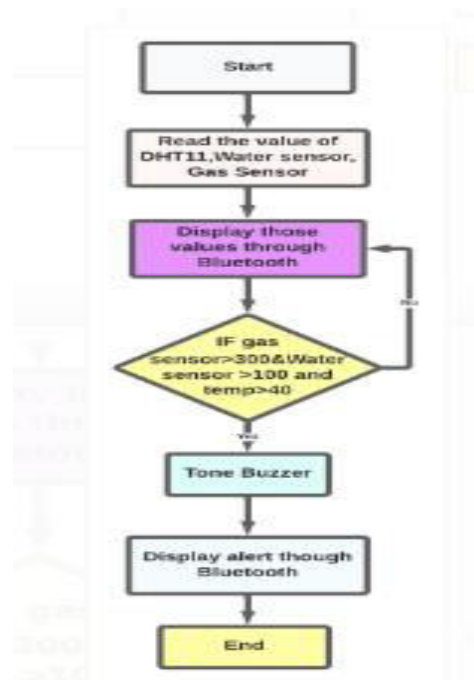 Start
Read the value of
DHT11,Water sensor,
Gas Sensor
Display those
values through
Bluetooth
No
IF gas
sensor>300&Water
sensor >100 and
temp>40
Yes
Tone Buzzer
Display alert though
Bluetooth
End